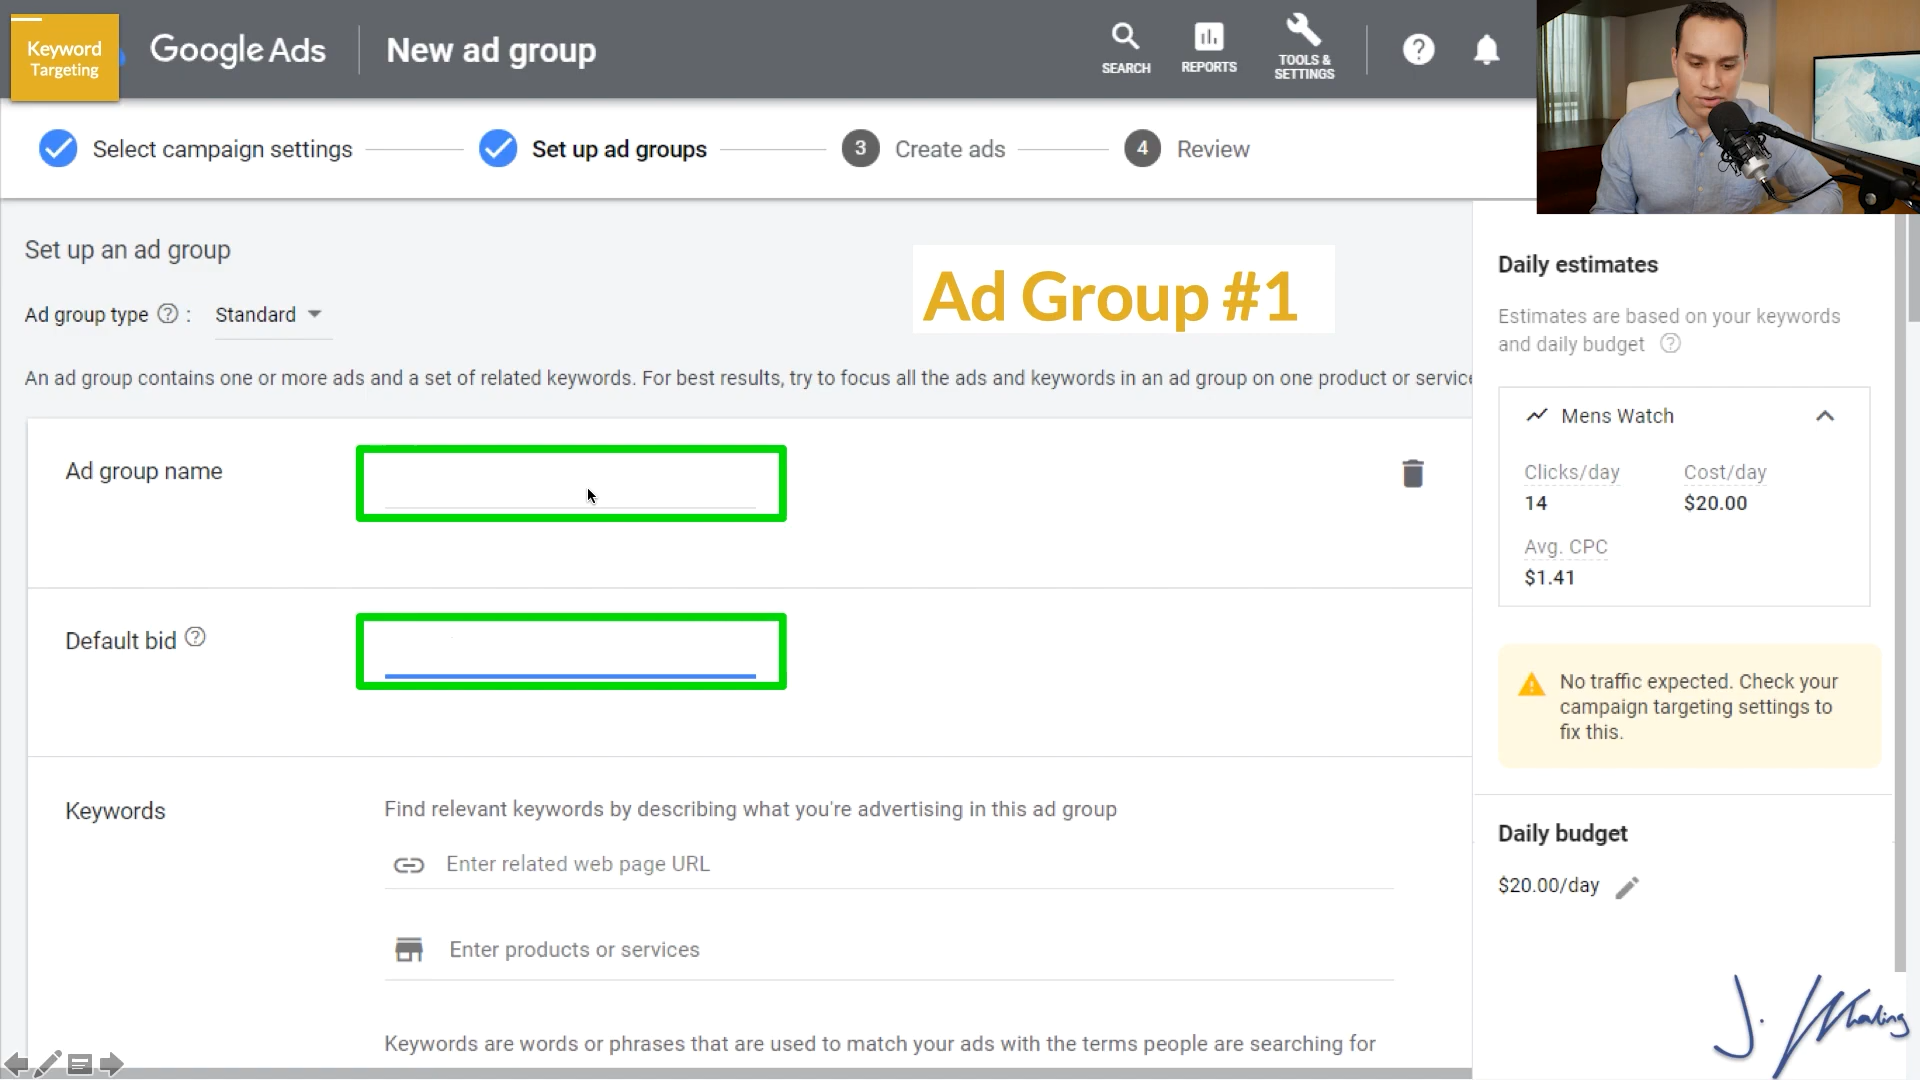 Keyword
Targeting
Google Ads
New ad group
SEARCH
REPORTS
TOOLS &
SETTINGS
Select campaign settings
Set up ad groups
3
Create ads
4
Review
Set up an ad group
Ad Group #1
Ad group type
:
Standard
An ad group contains one or more ads and a set of related keywords. For best results, try to focus all the ads and keywords in an ad group on one product or service
Ad group name
Default bid
Keywords
Find relevant keywords by describing what you're advertising in this ad group
Enter related web page URL
Enter products or services
Keywords are words or phrases that are used to match your ads with the terms people are searching for
Daily estimates
Estimates are based on your keywords
and daily budget
Mens Watch
Clicks/day
Cost/day
14
$20.00
Avg. CPC
$1.41
No traffic expected. Check your
campaign targeting settings to
fix this.
Daily budget
$20.00/day